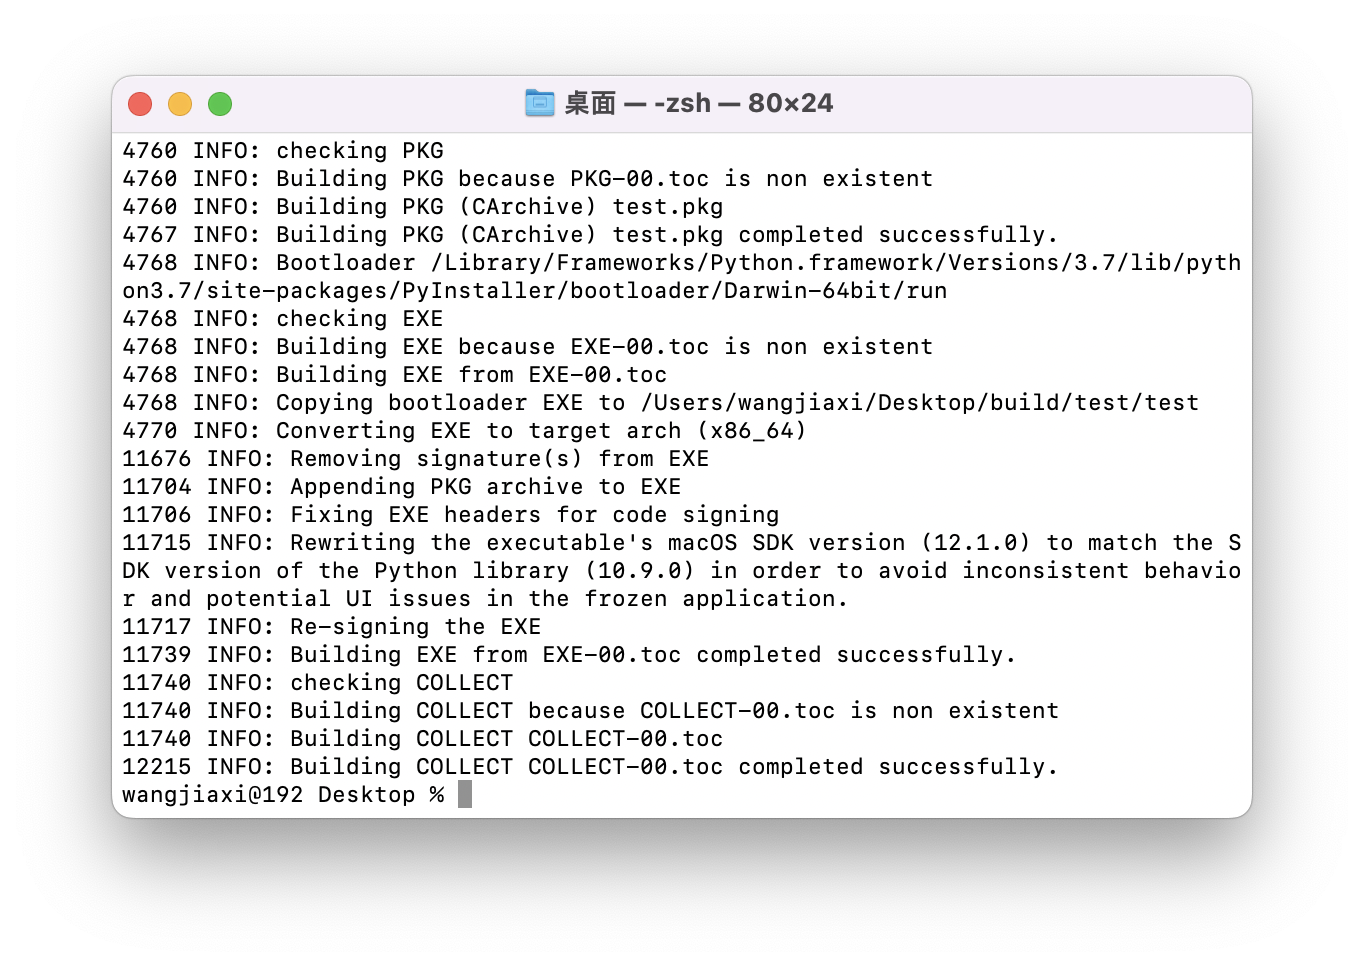 桌面 — -zsh — 80×24
4760 INFO: checking PKG
4760 INFO: Building PKG because PKG-00.toc is non existent
4760 INFO: Building PKG (CArchive) test.pkg
4767 INFO: Building PKG (CArchive) test.pkg completed successfully.
4768 INFO: Bootloader /Library/Frameworks/Python.framework/Versions/3.7/lib/pyth
on3.7/site-packages/PyInstaller/bootloader/Darwin-64bit/run
4768 INFO: checking EXE
4768 INFO: Building EXE because EXE-00.toc is non existent
4768 INFO: Building EXE from EXE-00.toc
4768 INFO: Copying bootloader EXE to /Users/wangjiaxi/Desktop/build/test/test
4770 INFO: Converting EXE to target arch (x86_64)
11676 INFO: Removing signature(s) from EXE
11704 INFO: Appending PKG archive to EXE
11706 INFO: Fixing EXE headers for code signing
11715 INFO: Rewriting the executable's macOS SDK version (12.1.0) to match the S
DK version of the Python library (10.9.0) in order to avoid inconsistent behavio
r and potential UI issues in the frozen application.
11717 INFO: Re-signing the EXE
11739 INFO: Building EXE from EXE-00.toc completed successfully.
11740 INFO: checking COLLECT
11740 INFO: Building COLLECT because COLLECT-00.toc is non existent
11740 INFO: Building COLLECT COLLECT-00.toc
12215 INFO: Building COLLECT COLLECT-00.toc completed successfully.
wangjiaxi@192 Desktop %